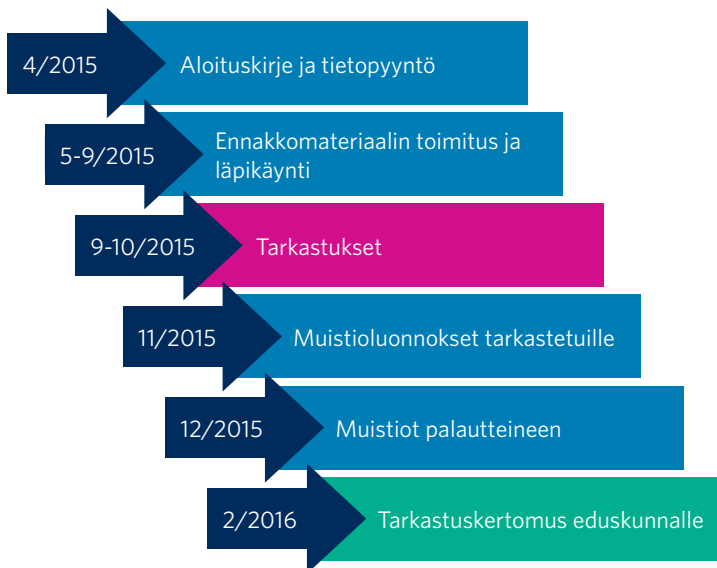 4/2015 Aloituskirje ja tietopyyntö
5-9/2015 Ennakkomateriaalin toimitus ja
läpikäynti
9-10/2015 Tarkastukset
11/2015 Muistioluonnokset tarkastetuille
12/2015 Muistiot palautteineen
2/2016 Tarkastuskertomus eduskunnalle